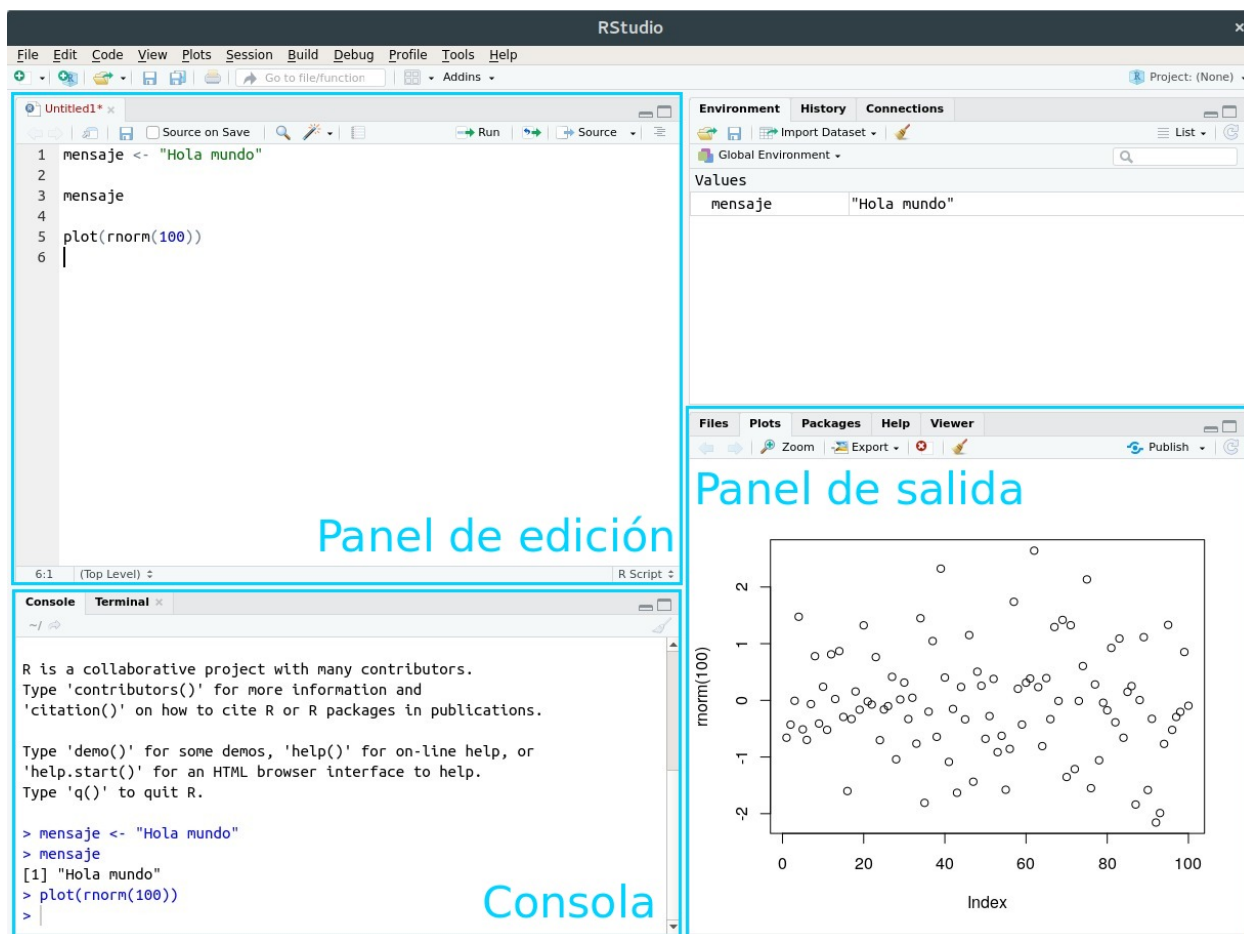 RStudio
File Edit Code View Plots Session Build Debug Profile Tools Help
Go to file/function Addins Project: (None)
Untitled1*
Source on Save Run Source
1 mensaje <- "Hola mundo"
2
3 mensaje
4
5 plot(rnorm(100))
6
Panel de edición
6:1 (Top Level) R Script
Console Terminal
~/
R is a collaborative project with many contributors.
Type 'contributors()' for more information and
'citation()' on how to cite R or R packages in publications.
Type 'demo()' for some demos, 'help()' for on-line help, or
'help.start()' for an HTML browser interface to help.
Type 'q()' to quit R.
> mensaje <- "Hola mundo"
> mensaje
[1] "Hola mundo"
> plot(rnorm(100))
>
Consola
Environment History Connections
Import Dataset List
Global Environment
Values
mensaje "Hola mundo"
Files Plots Packages Help Viewer
Zoom Export Publish
Panel de salida
rnorm(100)
2
1
0
-1
-2
0 20 40 60 80 100
Index